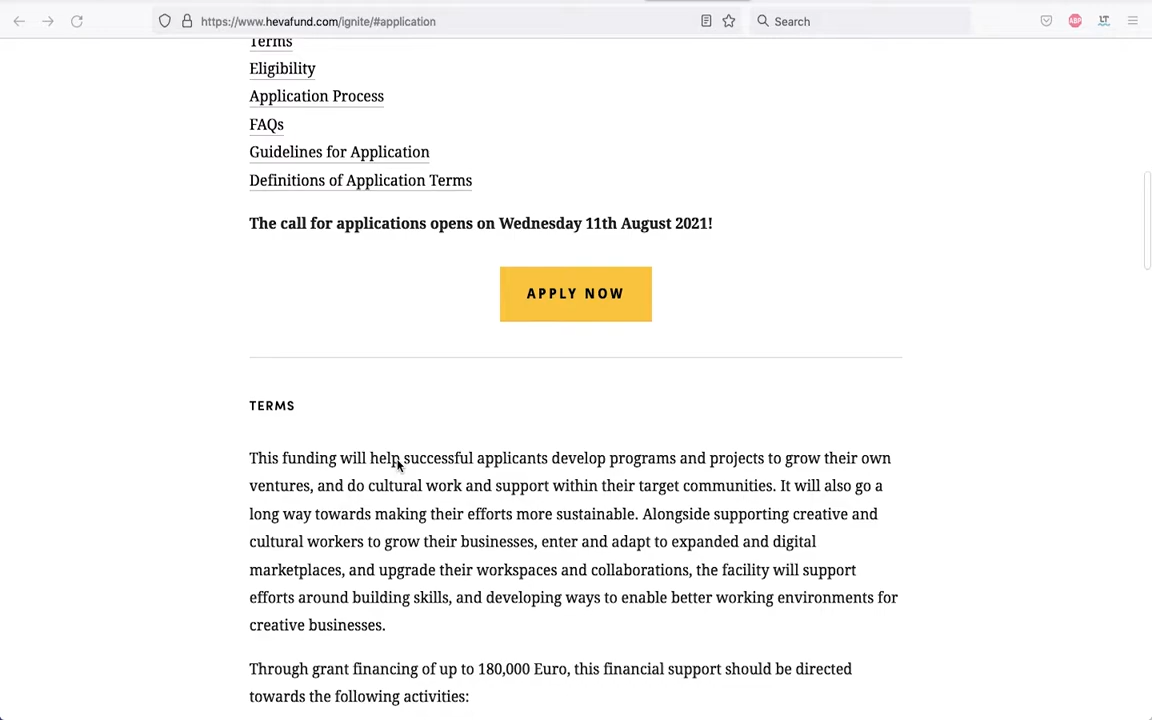 https://www.hevafund.com/ignite/#application
Search
ABP
LT
Terms
Eligibility
Application Process
FAQs
Guidelines for Application
Definitions of Application Terms
The call for applications opens on Wednesday 11th August 2021!
APPLY NOW
TERMS
This funding will help successful applicants develop programs and projects to grow their own
ventures, and do cultural work and support within their target communities. It will also go a
long way towards making their efforts more sustainable. Alongside supporting creative and
cultural workers to grow their businesses, enter and adapt to expanded and digital
marketplaces, and upgrade their workspaces and collaborations, the facility will support
efforts around building skills, and developing ways to enable better working environments for
creative businesses.
Through grant financing of up to 180,000 Euro, this financial support should be directed
towards the following activities: